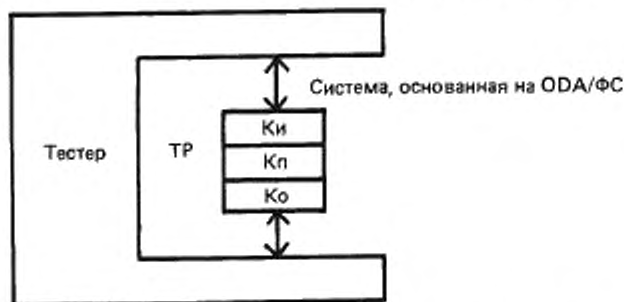 Система, основанная на ODA/ФС
Тестер
ТР
Ки
Кп
Ко